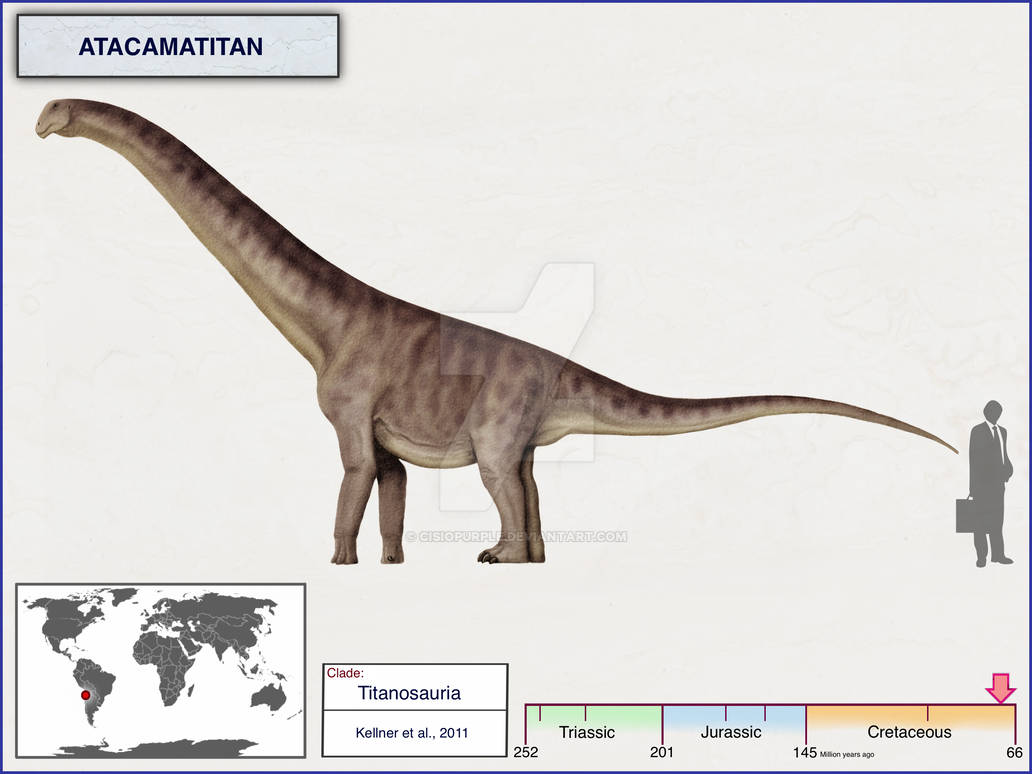 ATACAMATITAN
© CISIOPURPLE.DEVIANTART.COM
Clade:
Titanosauria
Kellner et al., 2011
Triassic
Jurassic
Cretaceous
252
201
145 Million years ago
66